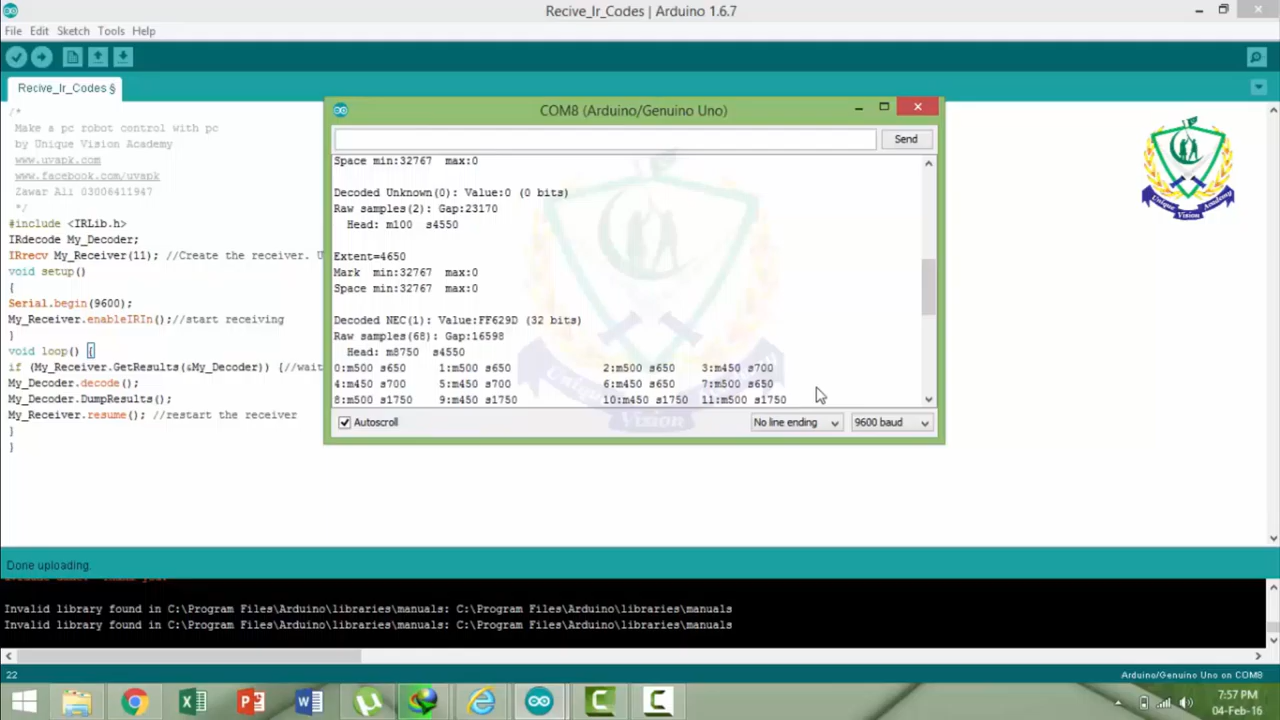 Recive_Ir_Codes | Arduino 1.6.7
File Edit Sketch Tools Help
Recive_Ir_Codes §
/*
Make a pc robot control with pc
by Unique Vision Academy
www.uvapk.com
www.facebook.com/uvapk
Zawar Ali 03006411947
*/
#include <IRLib.h>
IRdecode My_Decoder;
IRrecv My_Receiver(11); //Create the receiver. U
void setup()
{
Serial.begin(9600);
My_Receiver.enableIRIn();//start receiving
}
void loop() {
if (My_Receiver.GetResults(&My_Decoder) {//wait
My_Decoder.decode();
My_Decoder.DumpResults();
My_Receiver.resume(); //restart the receiver
}
}
COM8 (Arduino/Genuino Uno)
Send
Space min:32767 max:0
Decoded Unknown(0): Value:0 (0 bits)
Raw samples(2): Gap:23170
Head: m100 s4550
Extent=4650
Mark min:32767 max:0
Space min:32767 max:0
Decoded NEC(1): Value:FF629D (32 bits)
Raw samples(68): Gap:16598
Head: m8750 s4550
0:m500 s650 1:m500 s650 2:m500 s650 3:m450 s700
4:m450 s700 5:m450 s700 6:m450 s650 7:m500 s650
8:m500 s1750 9:m450 s1750 10:m450 s1750 11:m500 s1750
Autoscroll
No line ending
9600 baud
Unique Vision Academy
Done uploading.
Invalid library found in C:\Program Files\Arduino\libraries\manuals: C:\Program Files\Arduino\libraries\manuals
Invalid library found in C:\Program Files\Arduino\libraries\manuals: C:\Program Files\Arduino\libraries\manuals
22
Arduino/Genuino Uno on COM8
7:57 PM
04-Feb-16